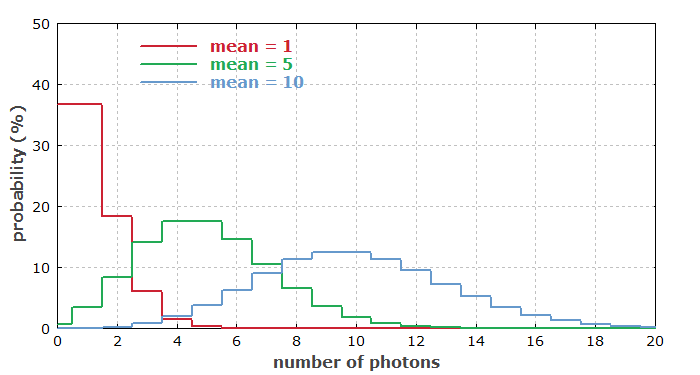 50
mean = 1
mean = 5
mean = 10
40
30
20
10
0
probability (%)
0 2 4 6 8 10 12 14 16 18 20
number of photons